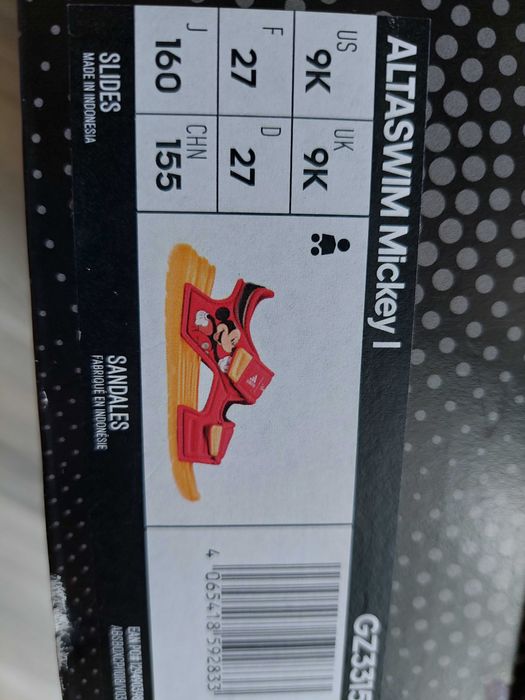 ALTASWIM Mickey I
GZ3315
US
9K
UK
9K
F
27
D
27
J
160
CHN
155
4 065418 592833
SLIDES
MADE IN INDONESIA
SANDALES
FABRIQUÉ EN INDONÉSIE